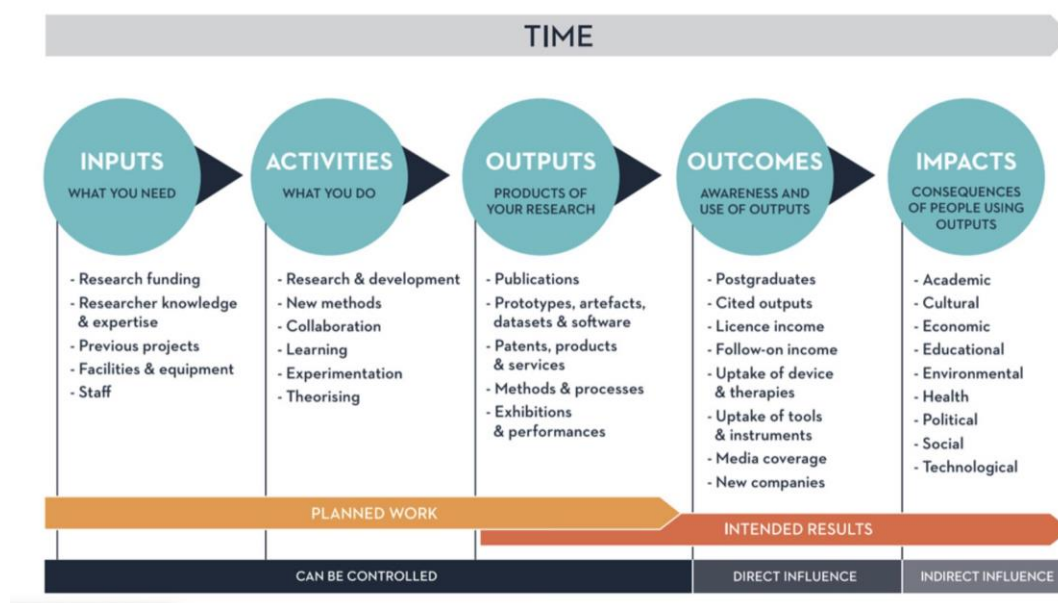 TIME
INPUTS
WHAT YOU NEED
- Research funding
- Researcher knowledge
& expertise
- Previous projects
- Facilities & equipment
- Staff
ACTIVITIES
WHAT YOU DO
- Research & development
- New methods
- Collaboration
- Learning
- Experimentation
- Theorising
OUTPUTS
PRODUCTS OF
YOUR RESEARCH
- Publications
- Prototypes, artefacts,
datasets & software
- Patents, products
& services
- Methods & processes
- Exhibitions
& performances
OUTCOMES
AWARENESS AND
USE OF OUTPUTS
- Postgraduates
- Cited outputs
- Licence income
- Follow-on income
- Uptake of device
& therapies
- Uptake of tools
& instruments
- Media coverage
- New companies
IMPACTS
CONSEQUENCES
OF PEOPLE USING
OUTPUTS
- Academic
- Cultural
- Economic
- Educational
- Environmental
- Health
- Political
- Social
- Technological
PLANNED WORK
INTENDED RESULTS
CAN BE CONTROLLED
DIRECT INFLUENCE
INDIRECT INFLUENCE